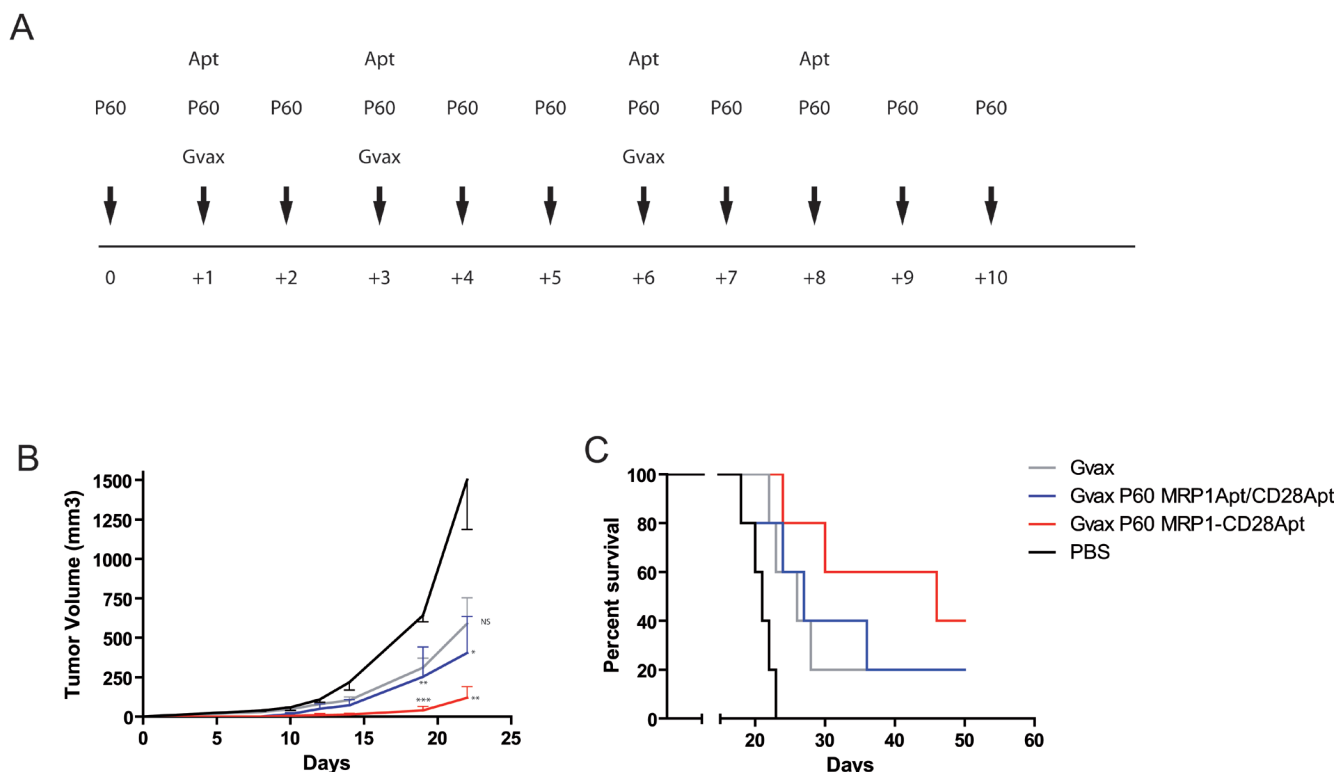 A
Apt Apt Apt Apt
P60 P60 P60 P60 P60 P60 P60 P60 P60 P60 P60
Gvax Gvax Gvax
0 +1 +2 +3 +4 +5 +6 +7 +8 +9 +10
B
Tumor Volume (mm3)
1500
1250
1000
750
500
250
0
0 5 10 15 20 25
Days
NS
*
**
***
**
C
Percent survival
100
80
60
40
20
0
20 30 40 50 60
Days
Gvax
Gvax P60 MRP1Apt/CD28Apt
Gvax P60 MRP1-CD28Apt
PBS